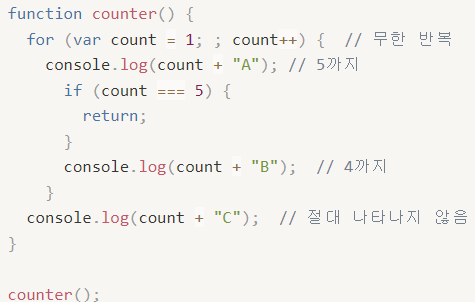 function counter() {
  for (var count = 1; ; count++) {  // 무한 반복
    console.log(count + "A"); // 5까지
      if (count === 5) {
        return;
      }
      console.log(count + "B");  // 4까지
    }
  console.log(count + "C");  // 절대 나타나지 않음
}

counter();